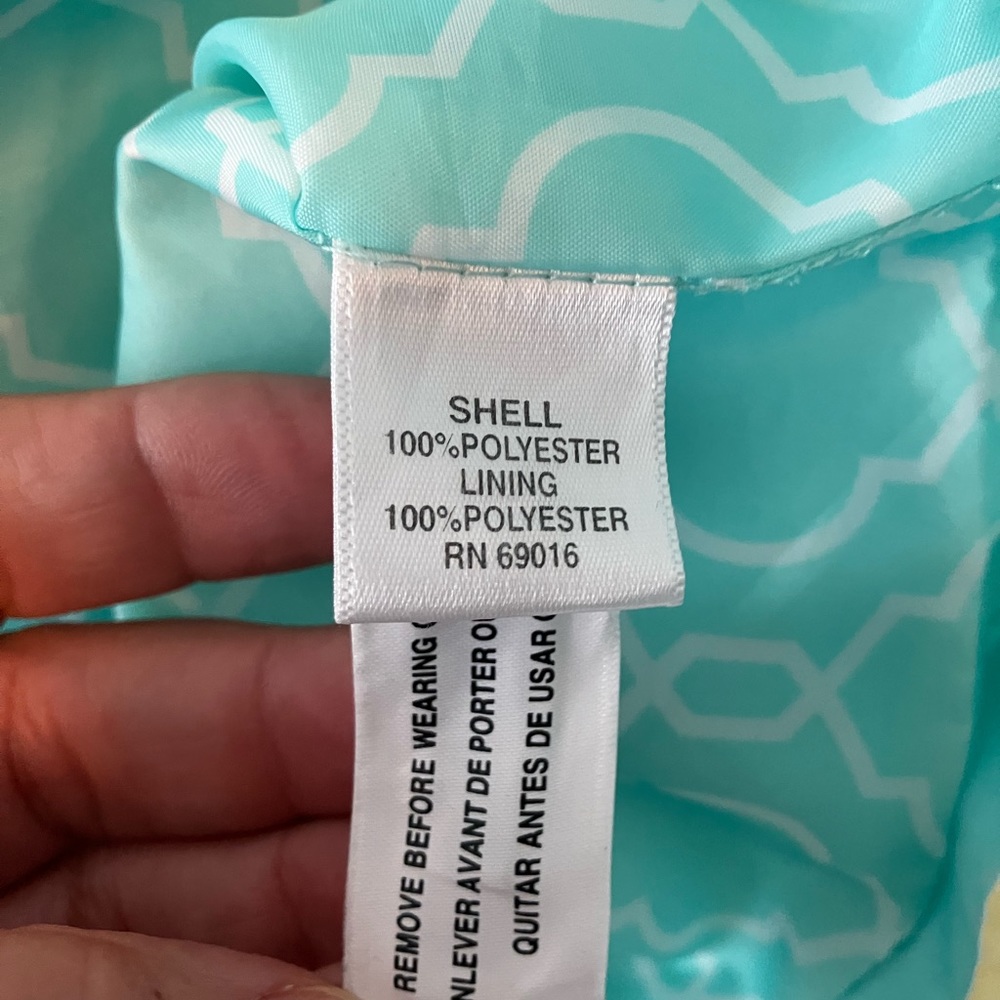 SHELL
100%POLYESTER
LINING
100%POLYESTER
RN 69016
REMOVE BEFORE WEARING
AVANT DE PORTER
QUITAR ANTES DE USAR